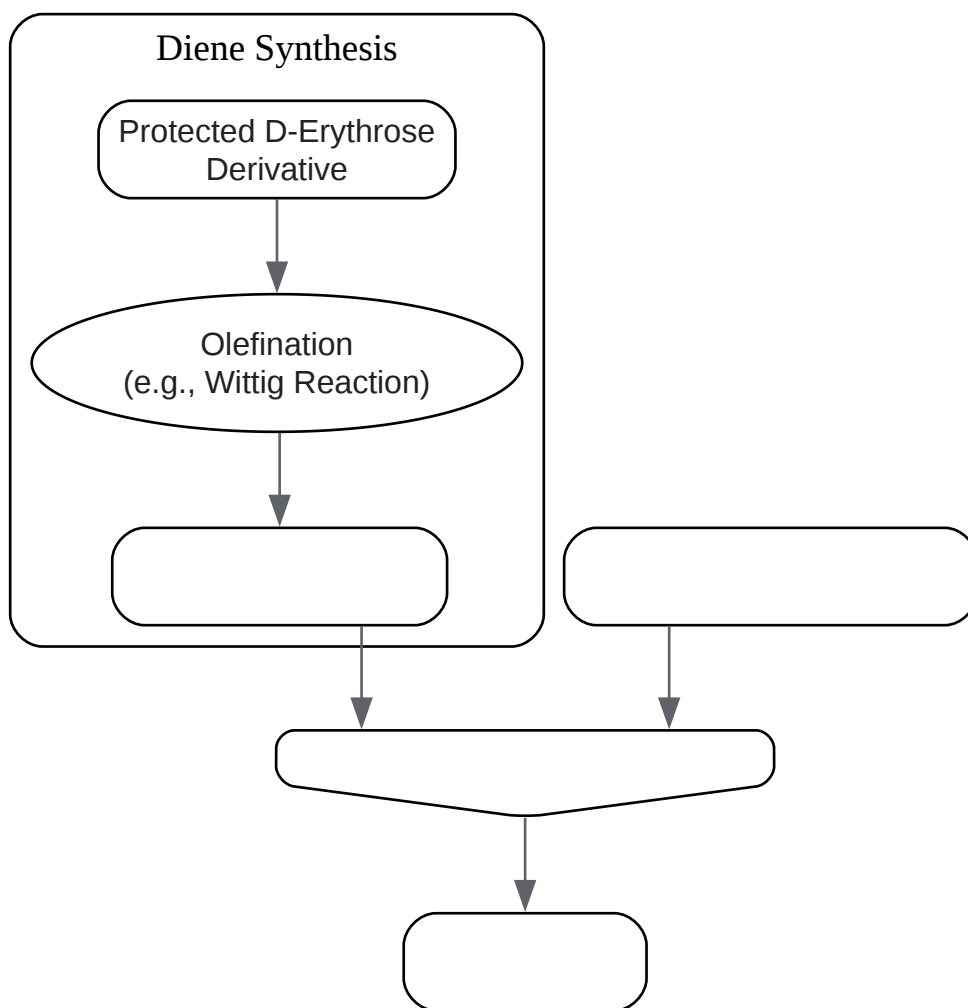 Diene Synthesis
Protected D-Erythrose
Derivative
Olefination
(e.g., Wittig Reaction)